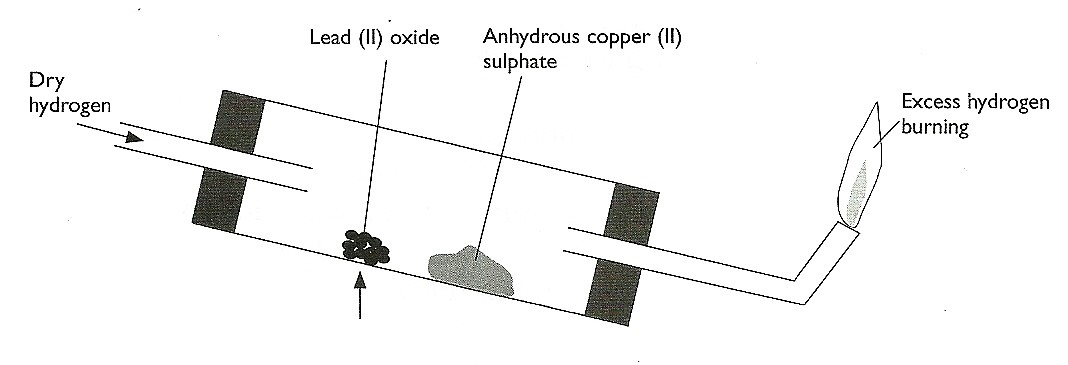 Lead (II) oxide
Anhydrous copper (II)
sulphate
Dry
hydrogen
Excess hydrogen
burning